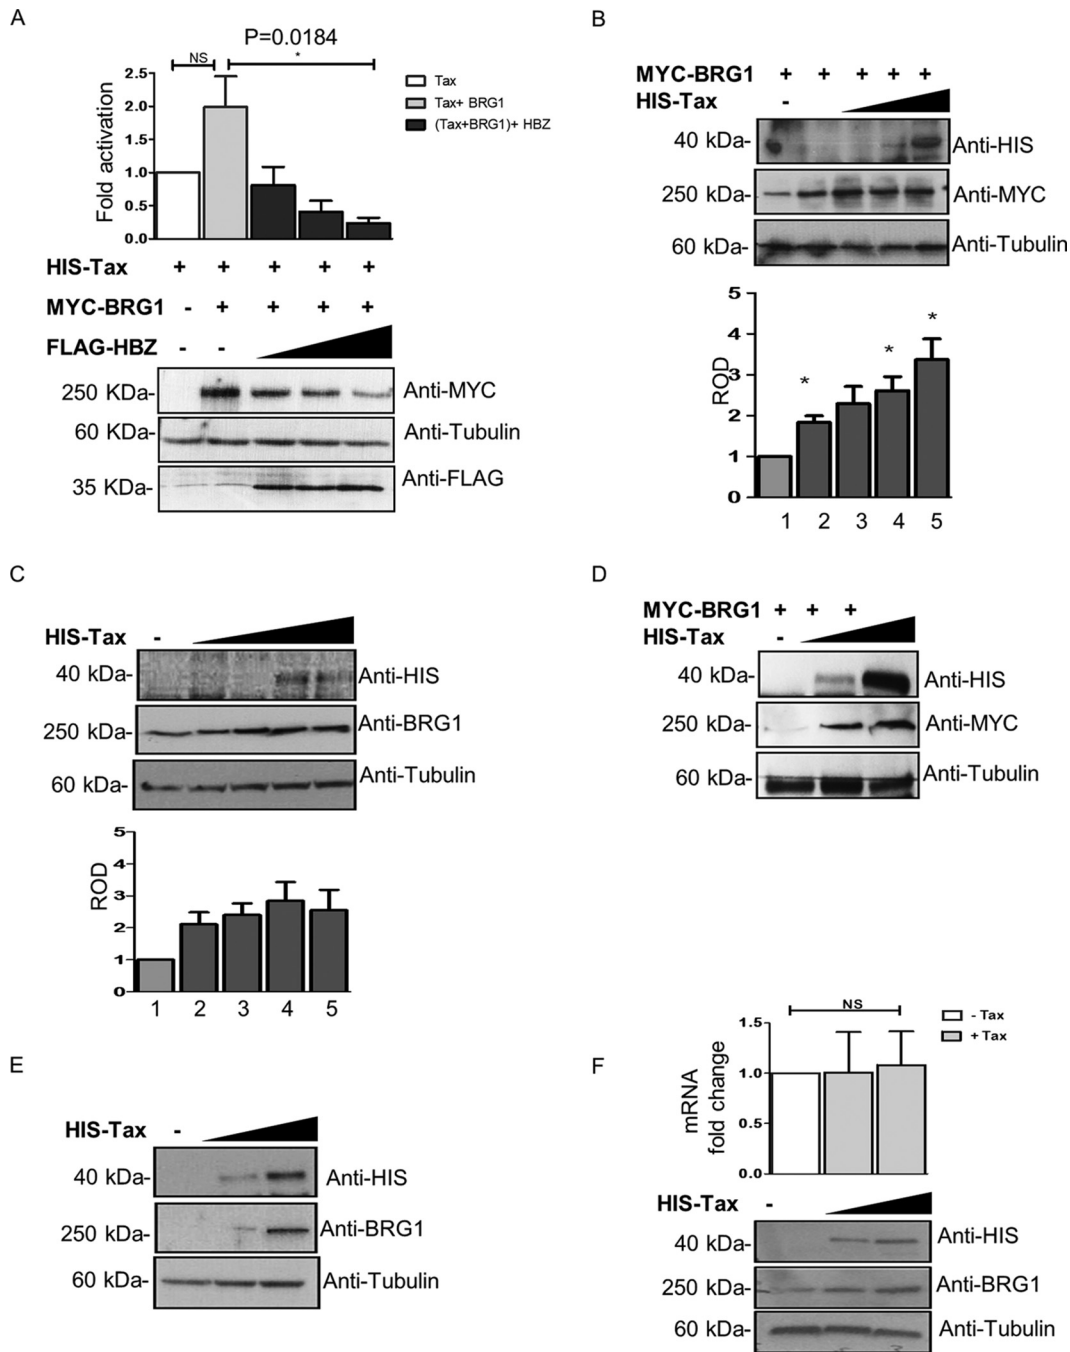 A
P=0.0184
NS
*
2.5
2.0
1.0
0.5
0.0
Fold activation
Tax
Tax+ BRG1
(Tax+BRG1)+ HBZ
HIS-Tax + + + + +
MYC-BRG1 - + + + +
FLAG-HBZ - -
250 KDa- Anti-MYC
60 KDa- Anti-Tubulin
35 KDa- Anti-FLAG
B
MYC-BRG1 + + + + +
HIS-Tax -
40 kDa- Anti-HIS
250 kDa- Anti-MYC
60 kDa- Anti-Tubulin
5
4
3
2
1
0
ROD
* * *
1 2 3 4 5
C
HIS-Tax -
40 kDa- Anti-HIS
250 kDa- Anti-BRG1
60 kDa- Anti-Tubulin
5
4
3
2
1
0
ROD
1 2 3 4 5
D
MYC-BRG1 + + +
HIS-Tax -
40 kDa- Anti-HIS
250 kDa- Anti-MYC
60 kDa- Anti-Tubulin
E
HIS-Tax -
40 kDa- Anti-HIS
250 kDa- Anti-BRG1
60 kDa- Anti-Tubulin
F
NS
1.5
1.0
0.5
0.0
mRNA
fold change
- Tax
+ Tax
HIS-Tax -
40 kDa- Anti-HIS
250 kDa- Anti-BRG1
60 kDa- Anti-Tubulin